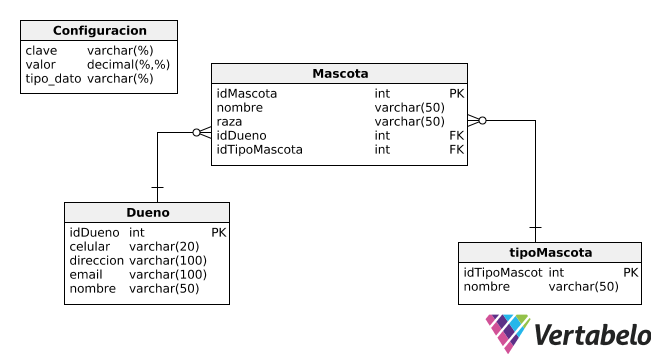 Configuracion
clave varchar(%)
valor decimal(%,%)
tipo_dato varchar(%)
Mascota
idMascota int PK
nombre varchar(50)
raza varchar(50)
idDueno int FK
idTipoMascota int FK
Dueno
idDueno int PK
celular varchar(20)
direccion varchar(100)
email varchar(100)
nombre varchar(50)
tipoMascota
idTipoMascot int PK
nombre varchar(50)
Vertabelo